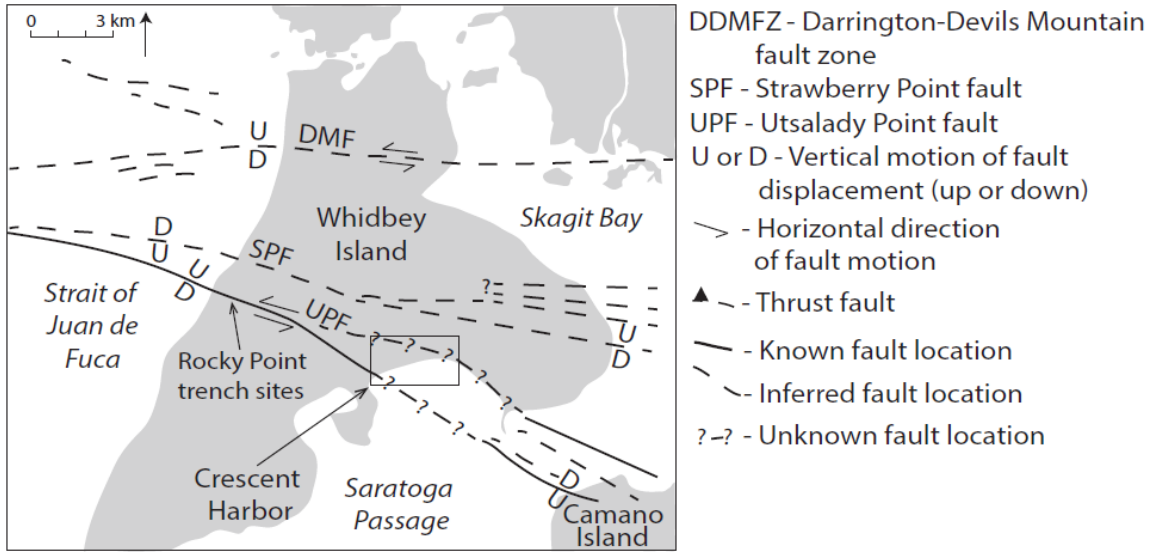 0 3 km
U
DMF
D
Whidbey
Island
Skagit Bay
D
U
SPF
U
D
Strait of
Juan de
Fuca
UPF
?
U
D
Rocky Point
trench sites
? ? ?
?
?
?
?
?
Crescent
Harbor
Saratoga
Passage
D
U
Camano
Island
DDMFZ - Darrington-Devils Mountain
fault zone
SPF - Strawberry Point fault
UPF - Utsalady Point fault
U or D - Vertical motion of fault
displacement (up or down)
- Horizontal direction
of fault motion
- Thrust fault
- Known fault location
- Inferred fault location
? - ? - Unknown fault location